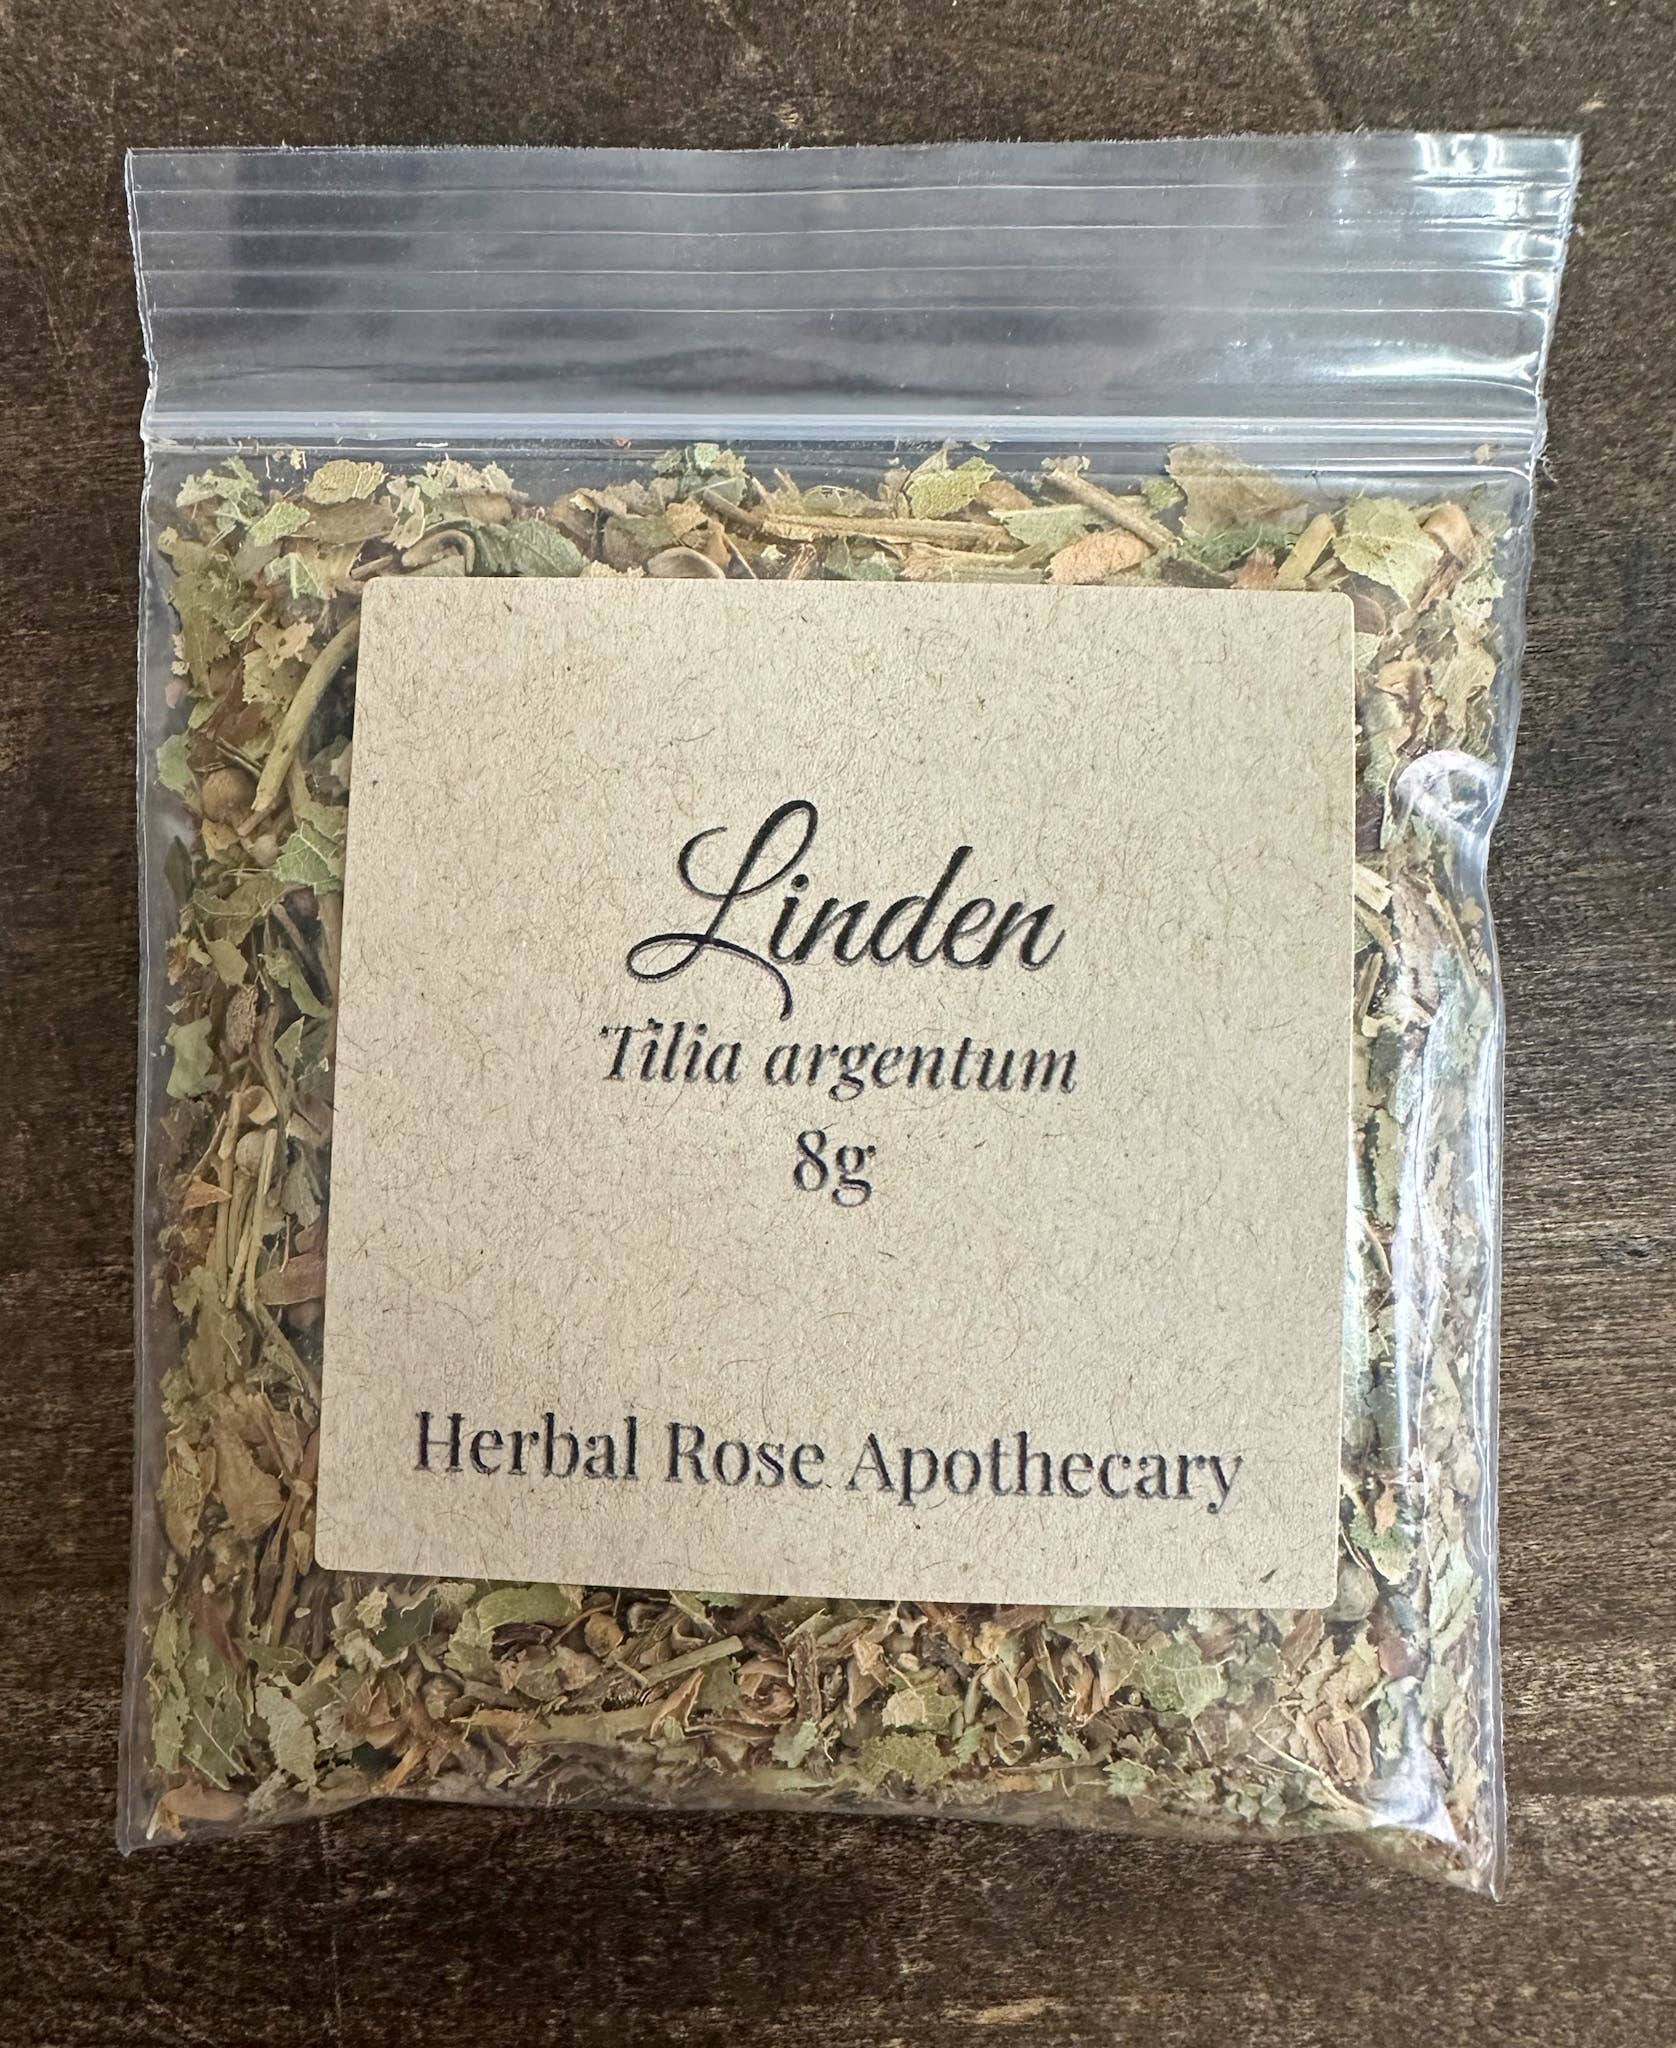 Linden
Tilia argentum
8g
Herbal Rose Apothecary